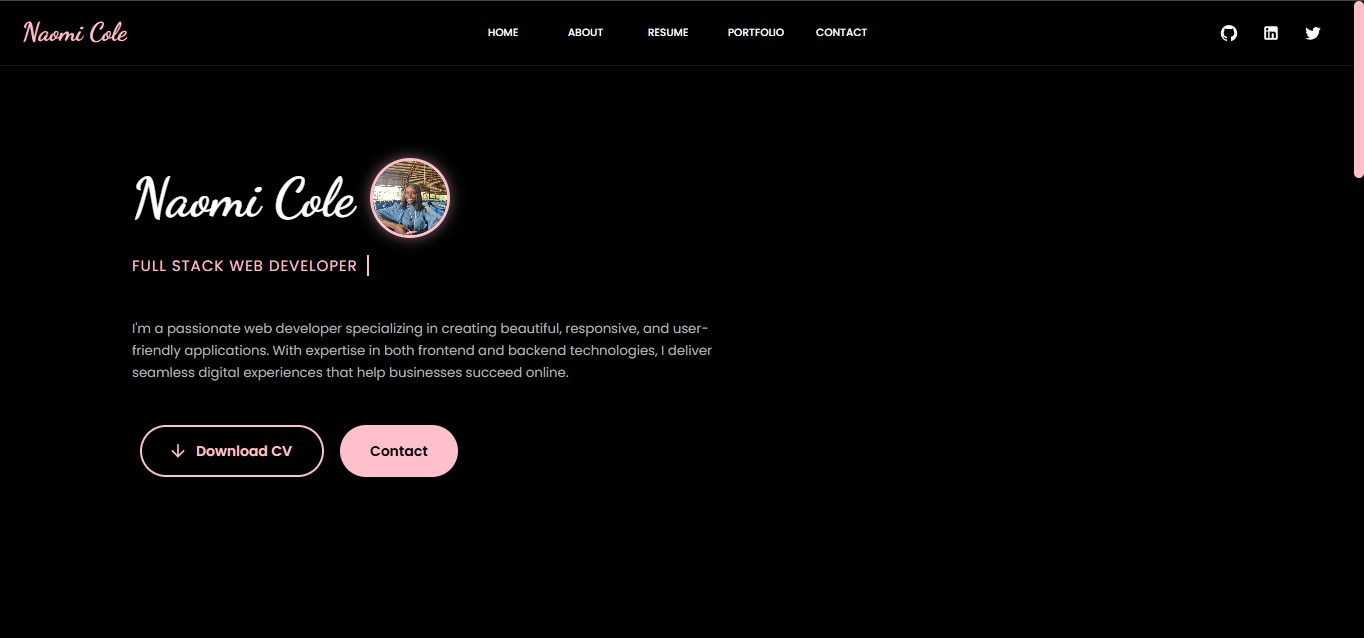 Naomi Cole
HOME ABOUT RESUME PORTFOLIO CONTACT
Naomi Cole
FULL STACK WEB DEVELOPER
I'm a passionate web developer specializing in creating beautiful, responsive, and user-
friendly applications. With expertise in both frontend and backend technologies, I deliver
seamless digital experiences that help businesses succeed online.
Download CV
Contact